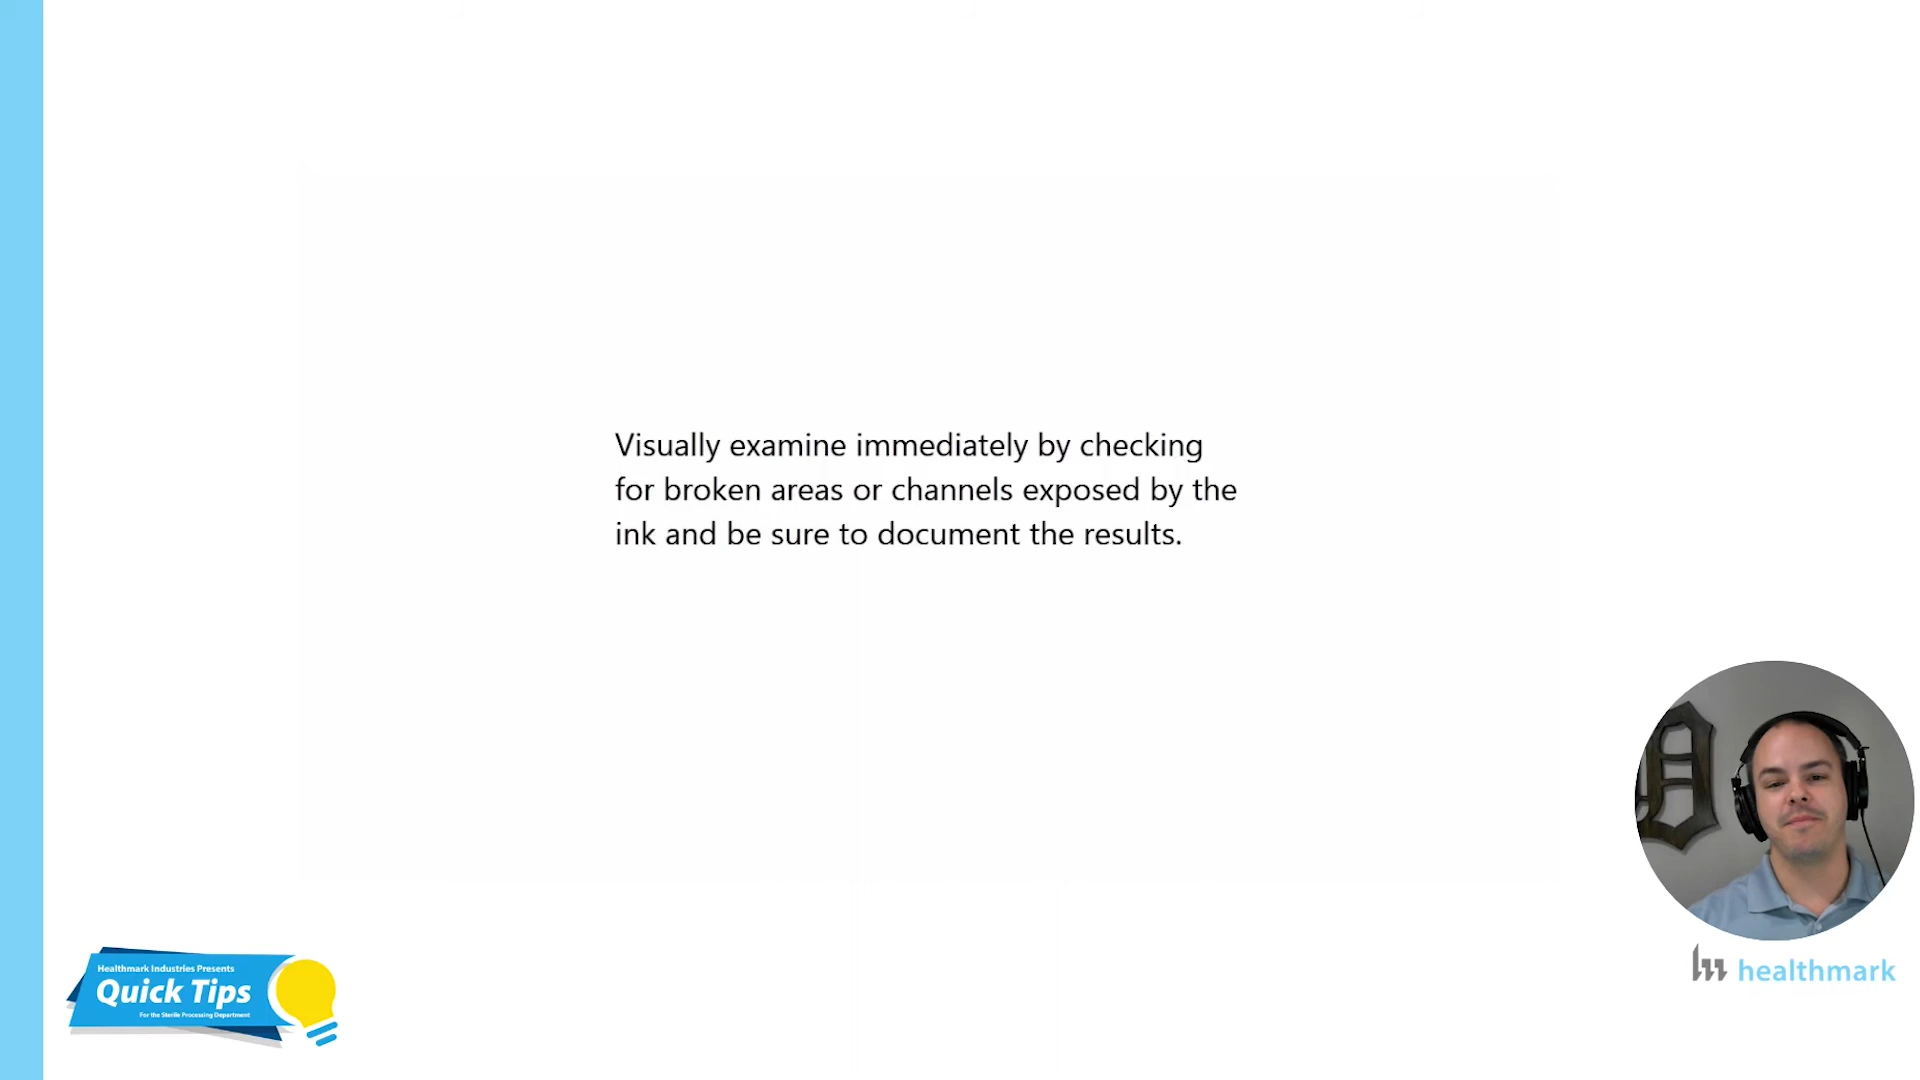 Visually examine immediately by checking
for broken areas or channels exposed by the
ink and be sure to document the results.
Healthmark Industries Presents
Quick Tips
For the Sterile Processing Department
healthmark